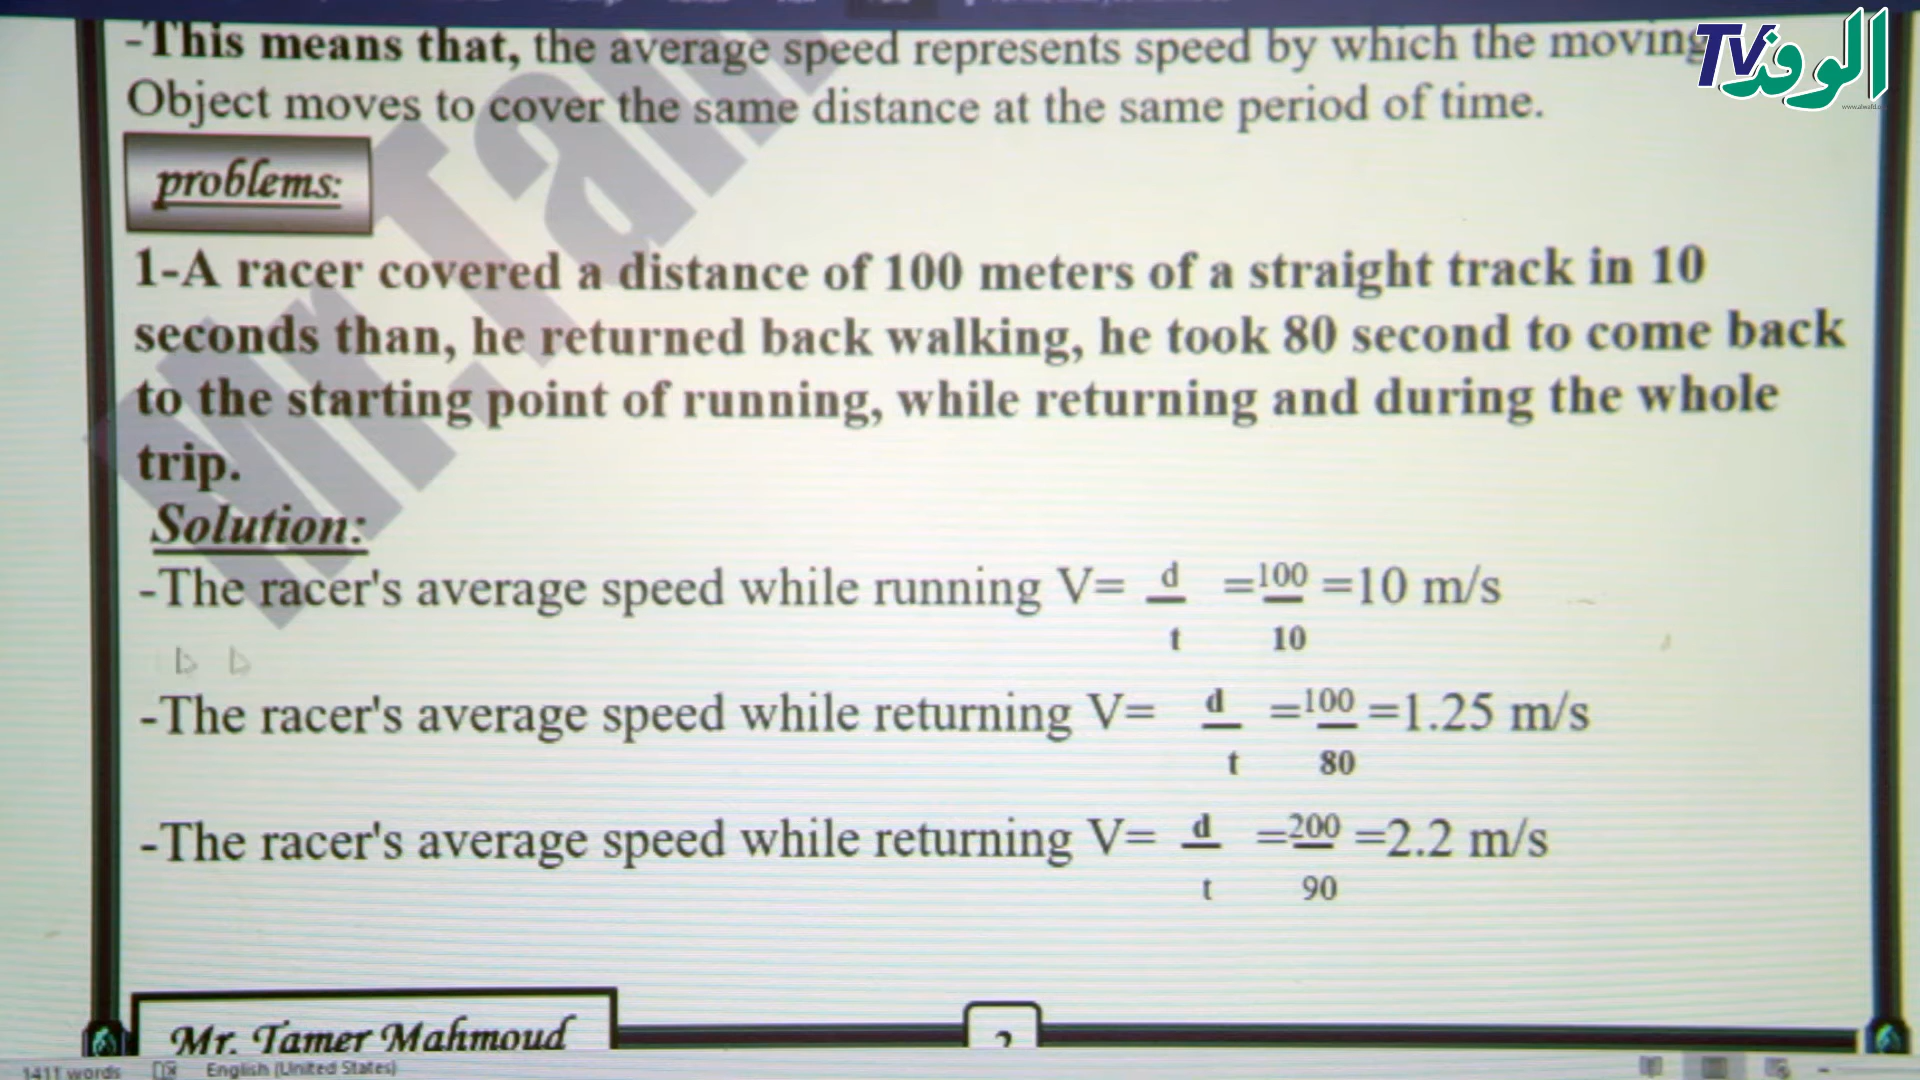 -This means that, the average speed represents speed by which the moving
TV الوفد
Object moves to cover the same distance at the same period of time.
problems:
1-A racer covered a distance of 100 meters of a straight track in 10
seconds than, he returned back walking, he took 80 second to come back
to the starting point of running, while returning and during the whole
trip.
Solution:
-The racer's average speed while running V= d =100 =10 m/s
t 10
-The racer's average speed while returning V= d =100 =1.25 m/s
t 80
-The racer's average speed while returning V= d =200 =2.2 m/s
t 90
Mr. Tamer Mahmoud
1411 words English (United States)